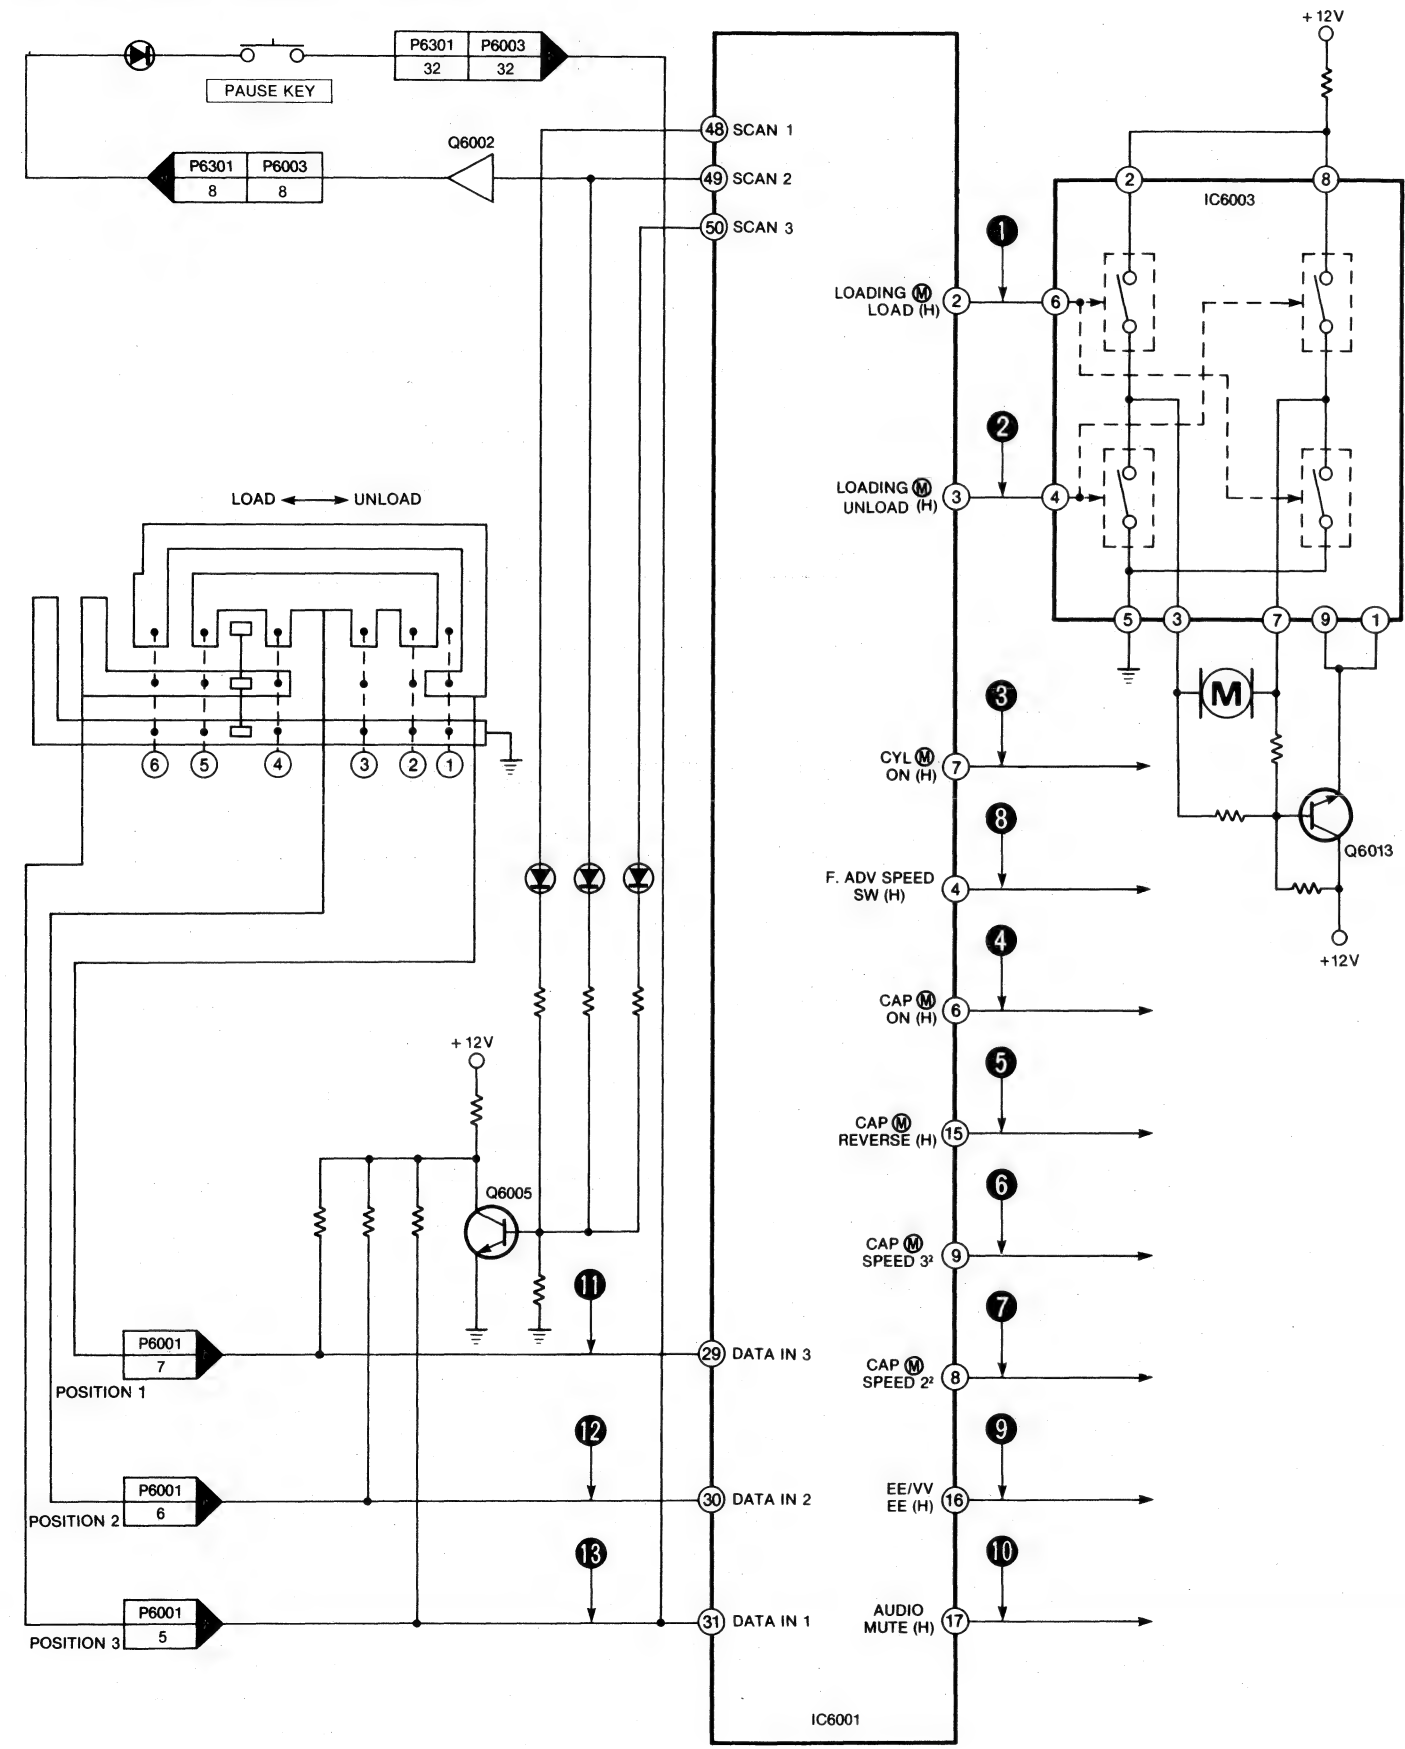 +12V
P6301 P6003
32 32
PAUSE KEY
Q6002
P6301 P6003
8 8
48 SCAN 1
49 SCAN 2
50 SCAN 3
2 8
IC6003
1
LOADING M
LOAD (H)
2 6
2
LOADING M
UNLOAD (H)
3 4
5 3 7 9 1
M
Q6013
+12V
LOAD UNLOAD
6 5 4 3 2 1
3
CYL M
ON (H)
7
8
F. ADV SPEED
SW (H)
4
4
CAP M
ON (H)
6
5
CAP M
REVERSE (H)
15
6
CAP M
SPEED 3²
9
7
CAP M
SPEED 2²
8
9
EE/VV
EE (H)
16
10
AUDIO
MUTE (H)
17
+12V
Q6005
11
P6001
7
POSITION 1
29 DATA IN 3
12
P6001
6
POSITION 2
30 DATA IN 2
13
P6001
5
POSITION 3
31 DATA IN 1
IC6001